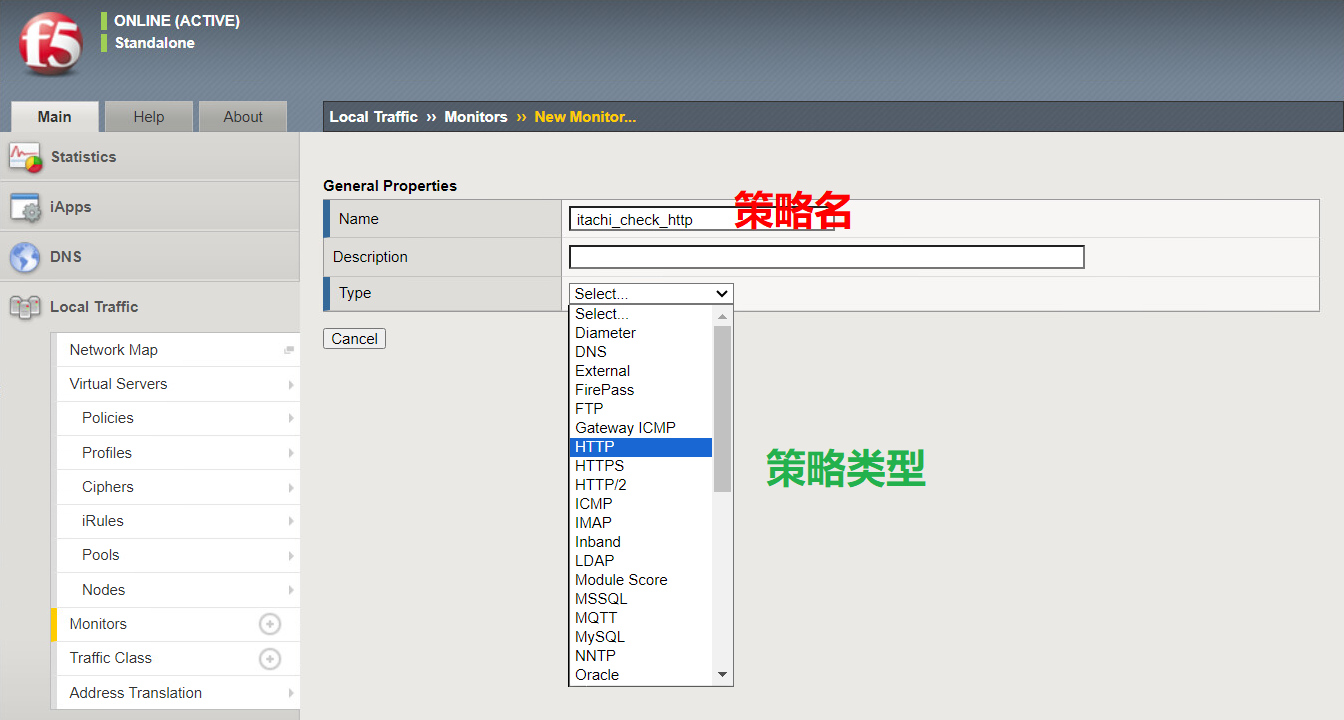 f5
ONLINE (ACTIVE)
Standalone
Main
Help
About
Local Traffic ›› Monitors ›› New Monitor...
Statistics
iApps
DNS
Local Traffic
Network Map
Virtual Servers
Policies
Profiles
Ciphers
iRules
Pools
Nodes
Monitors
Traffic Class
Address Translation
General Properties
Name
itachi_check_http
策略名
Description
Type
Select...
Cancel
Select...
Diameter
DNS
External
FirePass
FTP
Gateway ICMP
HTTP
HTTPS
HTTP/2
ICMP
IMAP
Inband
LDAP
Module Score
MSSQL
MQTT
MySQL
NNTP
Oracle
策略类型